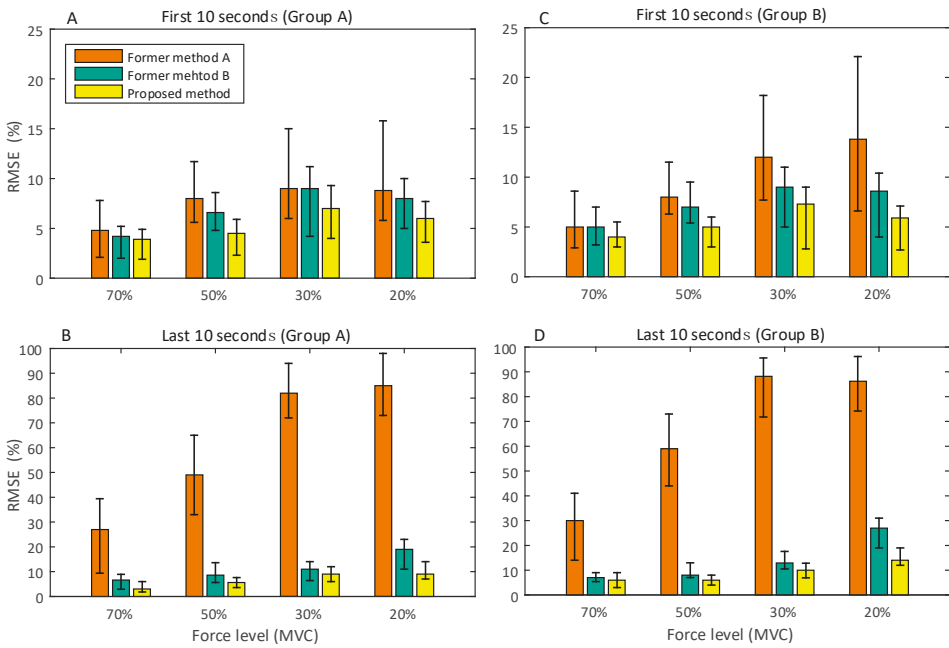 A First 10 seconds (Group A)
25
20
15
10
5
0
RMSE (%)
Former method A
Former mehtod B
Proposed method
70% 50% 30% 20%
C First 10 seconds (Group B)
25
20
15
10
5
0
70% 50% 30% 20%
B Last 10 seconds (Group A)
100
90
80
70
60
50
40
30
20
10
0
RMSE (%)
70% 50% 30% 20%
Force level (MVC)
D Last 10 seconds (Group B)
100
90
80
70
60
50
40
30
20
10
0
70% 50% 30% 20%
Force level (MVC)